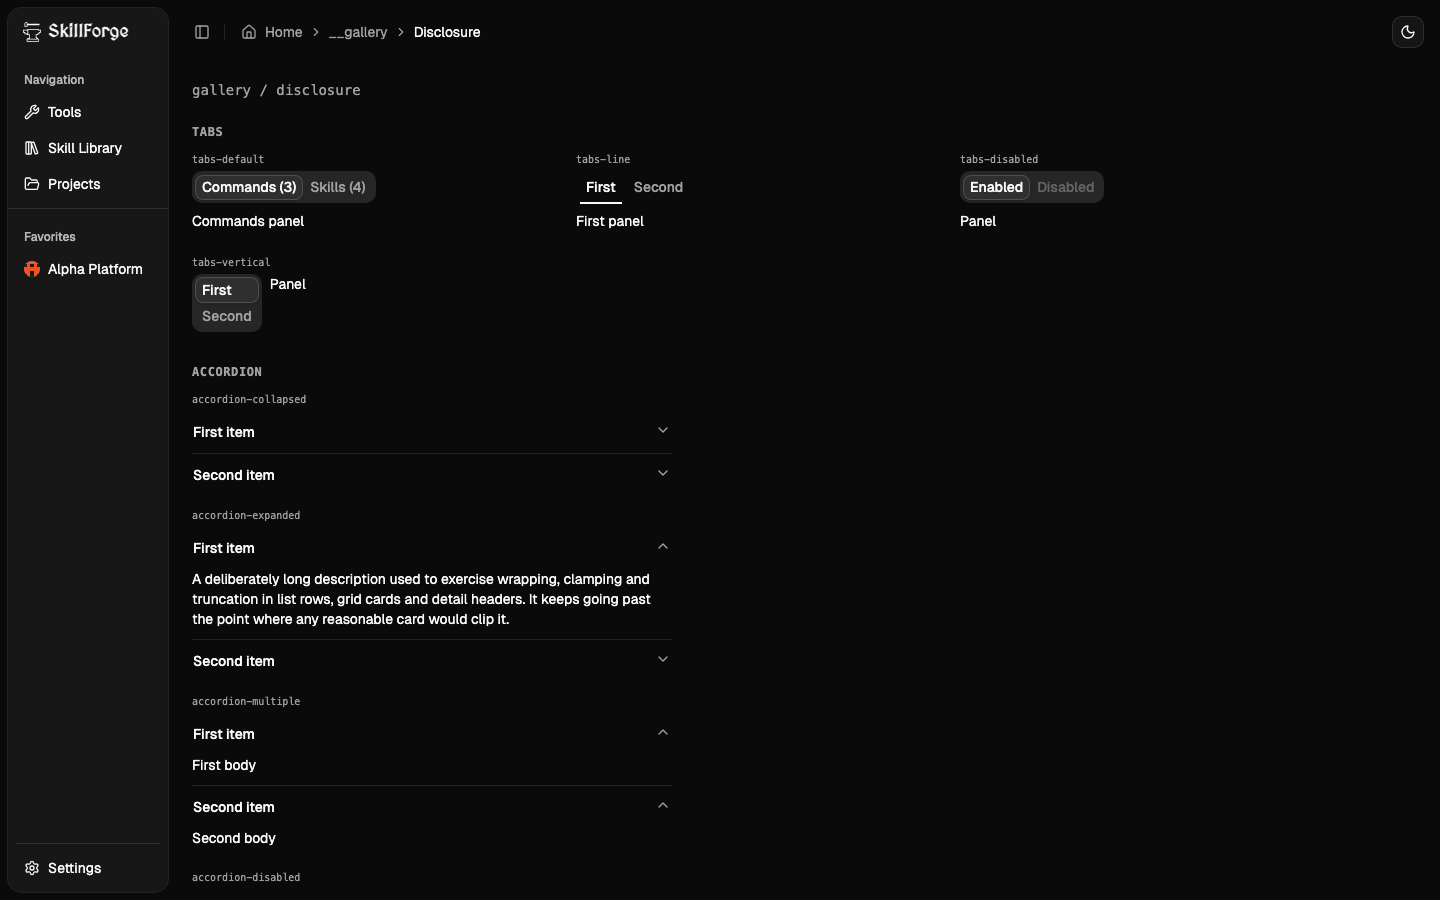 SkillForge
Navigation
Tools
Skill Library
Projects
Favorites
Alpha Platform
Settings
Home > __gallery > Disclosure
gallery / disclosure
TABS
tabs-default
Commands (3) Skills (4)
Commands panel
tabs-line
First Second
First panel
tabs-disabled
Enabled Disabled
Panel
tabs-vertical
First
Second
Panel
ACCORDION
accordion-collapsed
First item
Second item
accordion-expanded
First item
A deliberately long description used to exercise wrapping, clamping and
truncation in list rows, grid cards and detail headers. It keeps going past
the point where any reasonable card would clip it.
Second item
accordion-multiple
First item
First body
Second item
Second body
accordion-disabled